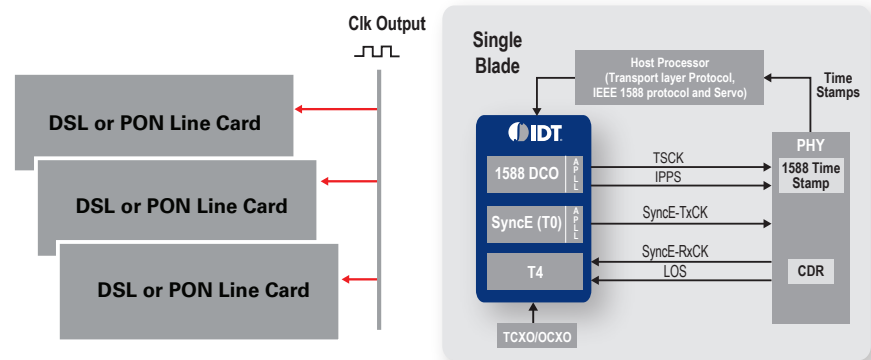 Clk Output
DSL or PON Line Card
DSL or PON Line Card
DSL or PON Line Card
Single
Blade
Host Processor
(Transport layer Protocol,
IEEE 1588 protocol and Servo)
Time
Stamps
IDT
1588 DCO
APLL
SyncE (T0)
APLL
T4
TCXO/OCXO
TSCK
IPPS
SyncE-TxCK
SyncE-RxCK
LOS
PHY
1588 Time
Stamp
CDR